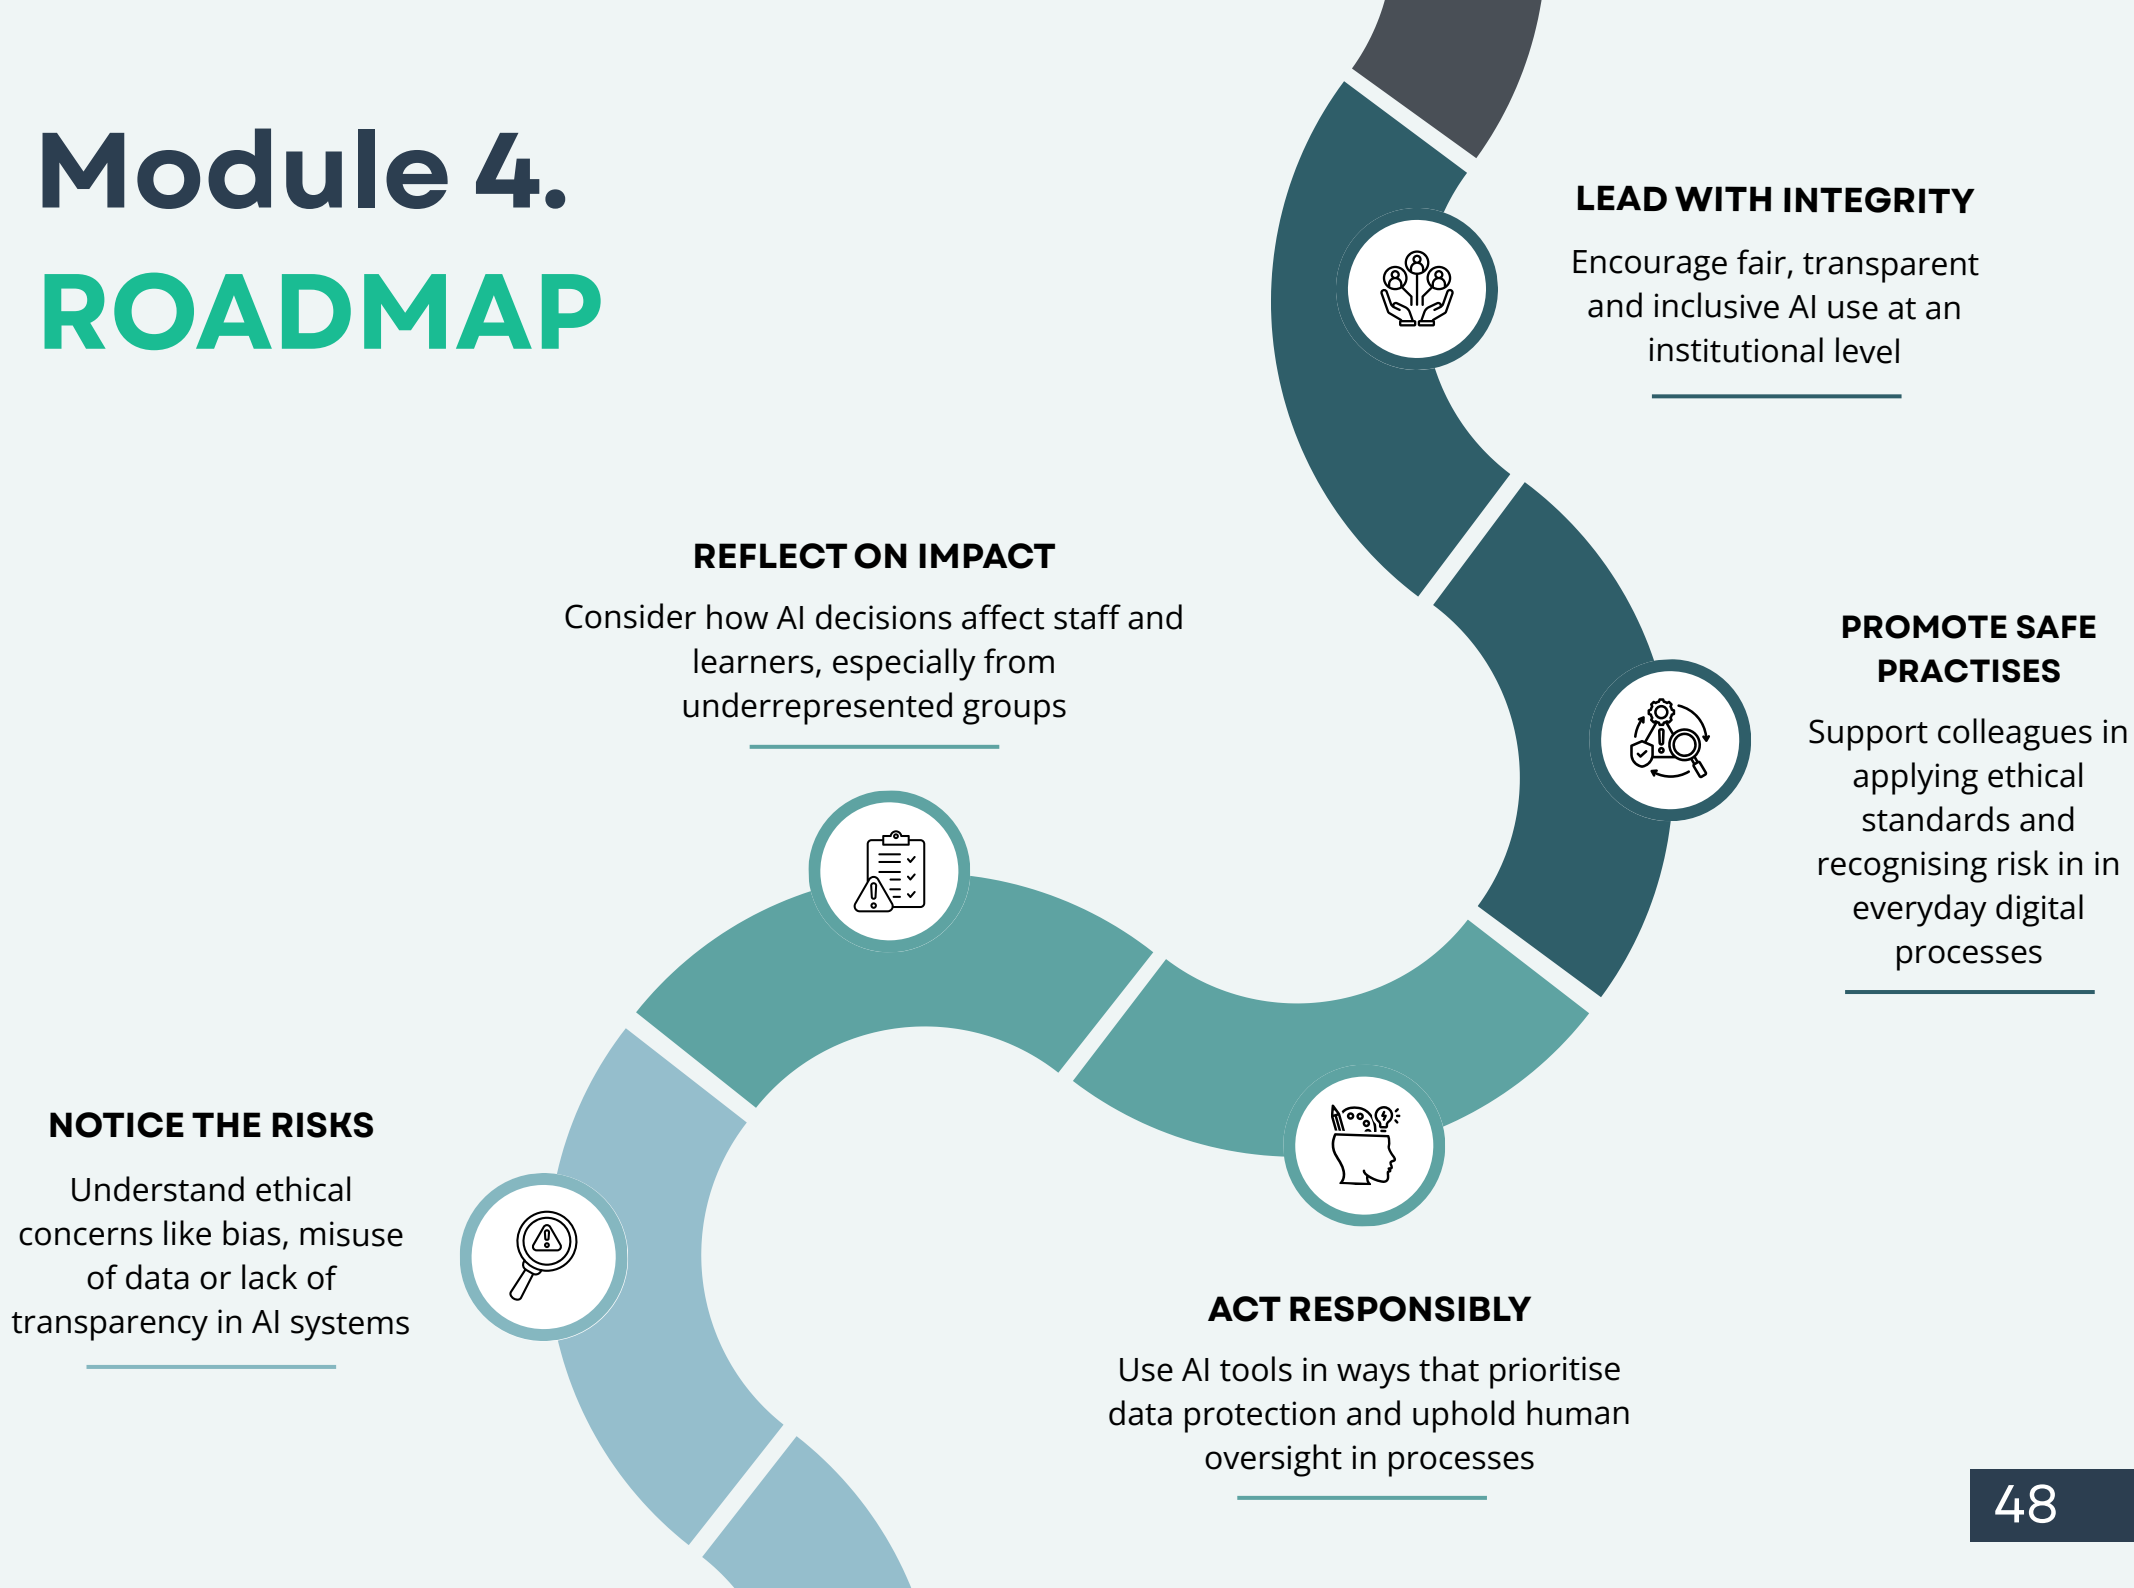 Module 4.
ROADMAP
LEAD WITH INTEGRITY
Encourage fair, transparent
and inclusive AI use at an
institutional level
REFLECT ON IMPACT
Consider how AI decisions affect staff and
learners, especially from
underrepresented groups
PROMOTE SAFE
PRACTISES
Support colleagues in
applying ethical
standards and
recognising risk in in
everyday digital
processes
NOTICE THE RISKS
Understand ethical
concerns like bias, misuse
of data or lack of
transparency in AI systems
ACT RESPONSIBLY
Use AI tools in ways that prioritise
data protection and uphold human
oversight in processes
48